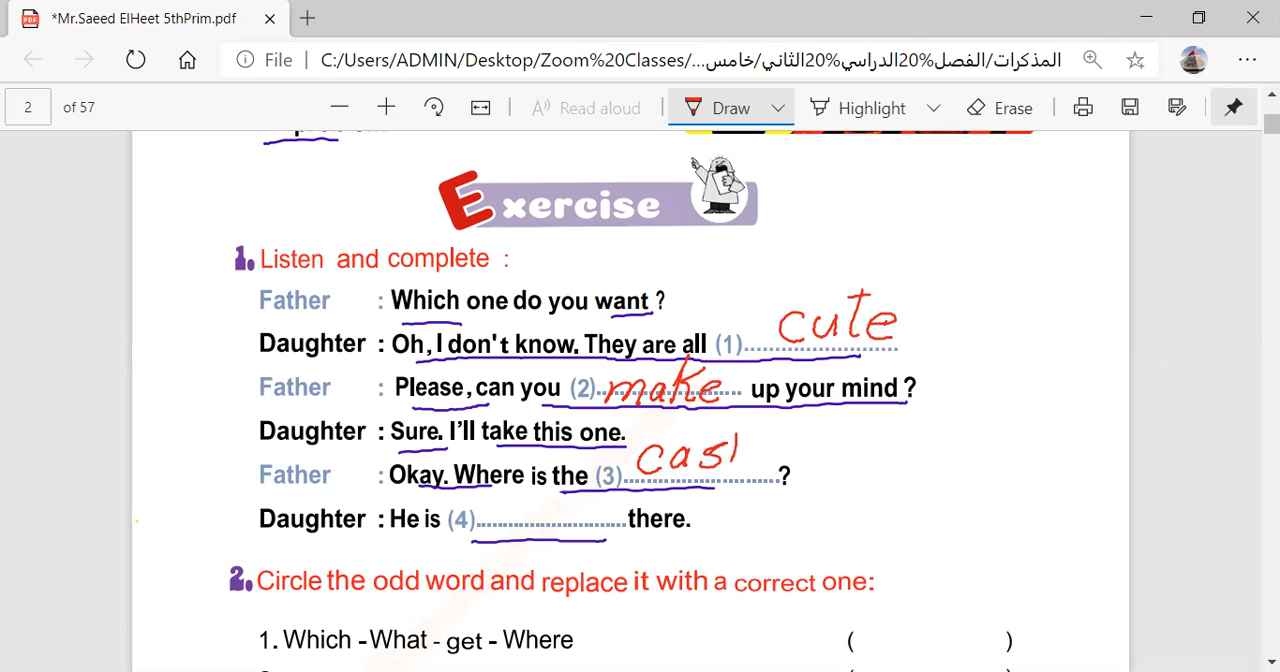 *Mr.Saeed ElHeet 5thPrim.pdf
File | C:/Users/ADMIN/Desktop/Zoom%20Classes/المذكرات/الفصل%20الدراسي%20الثاني/خامس...
2 of 57 Read aloud Draw Highlight Erase
Exercise
1. Listen and complete :
Father : Which one do you want ?
Daughter : Oh, I don't know. They are all (1) cute
Father : Please, can you (2) make up your mind ?
Daughter : Sure. I'll take this one.
Father : Okay. Where is the (3) cas ?
Daughter : He is (4)........................... there.
2. Circle the odd word and replace it with a correct one:
1. Which - What - get - Where ( )